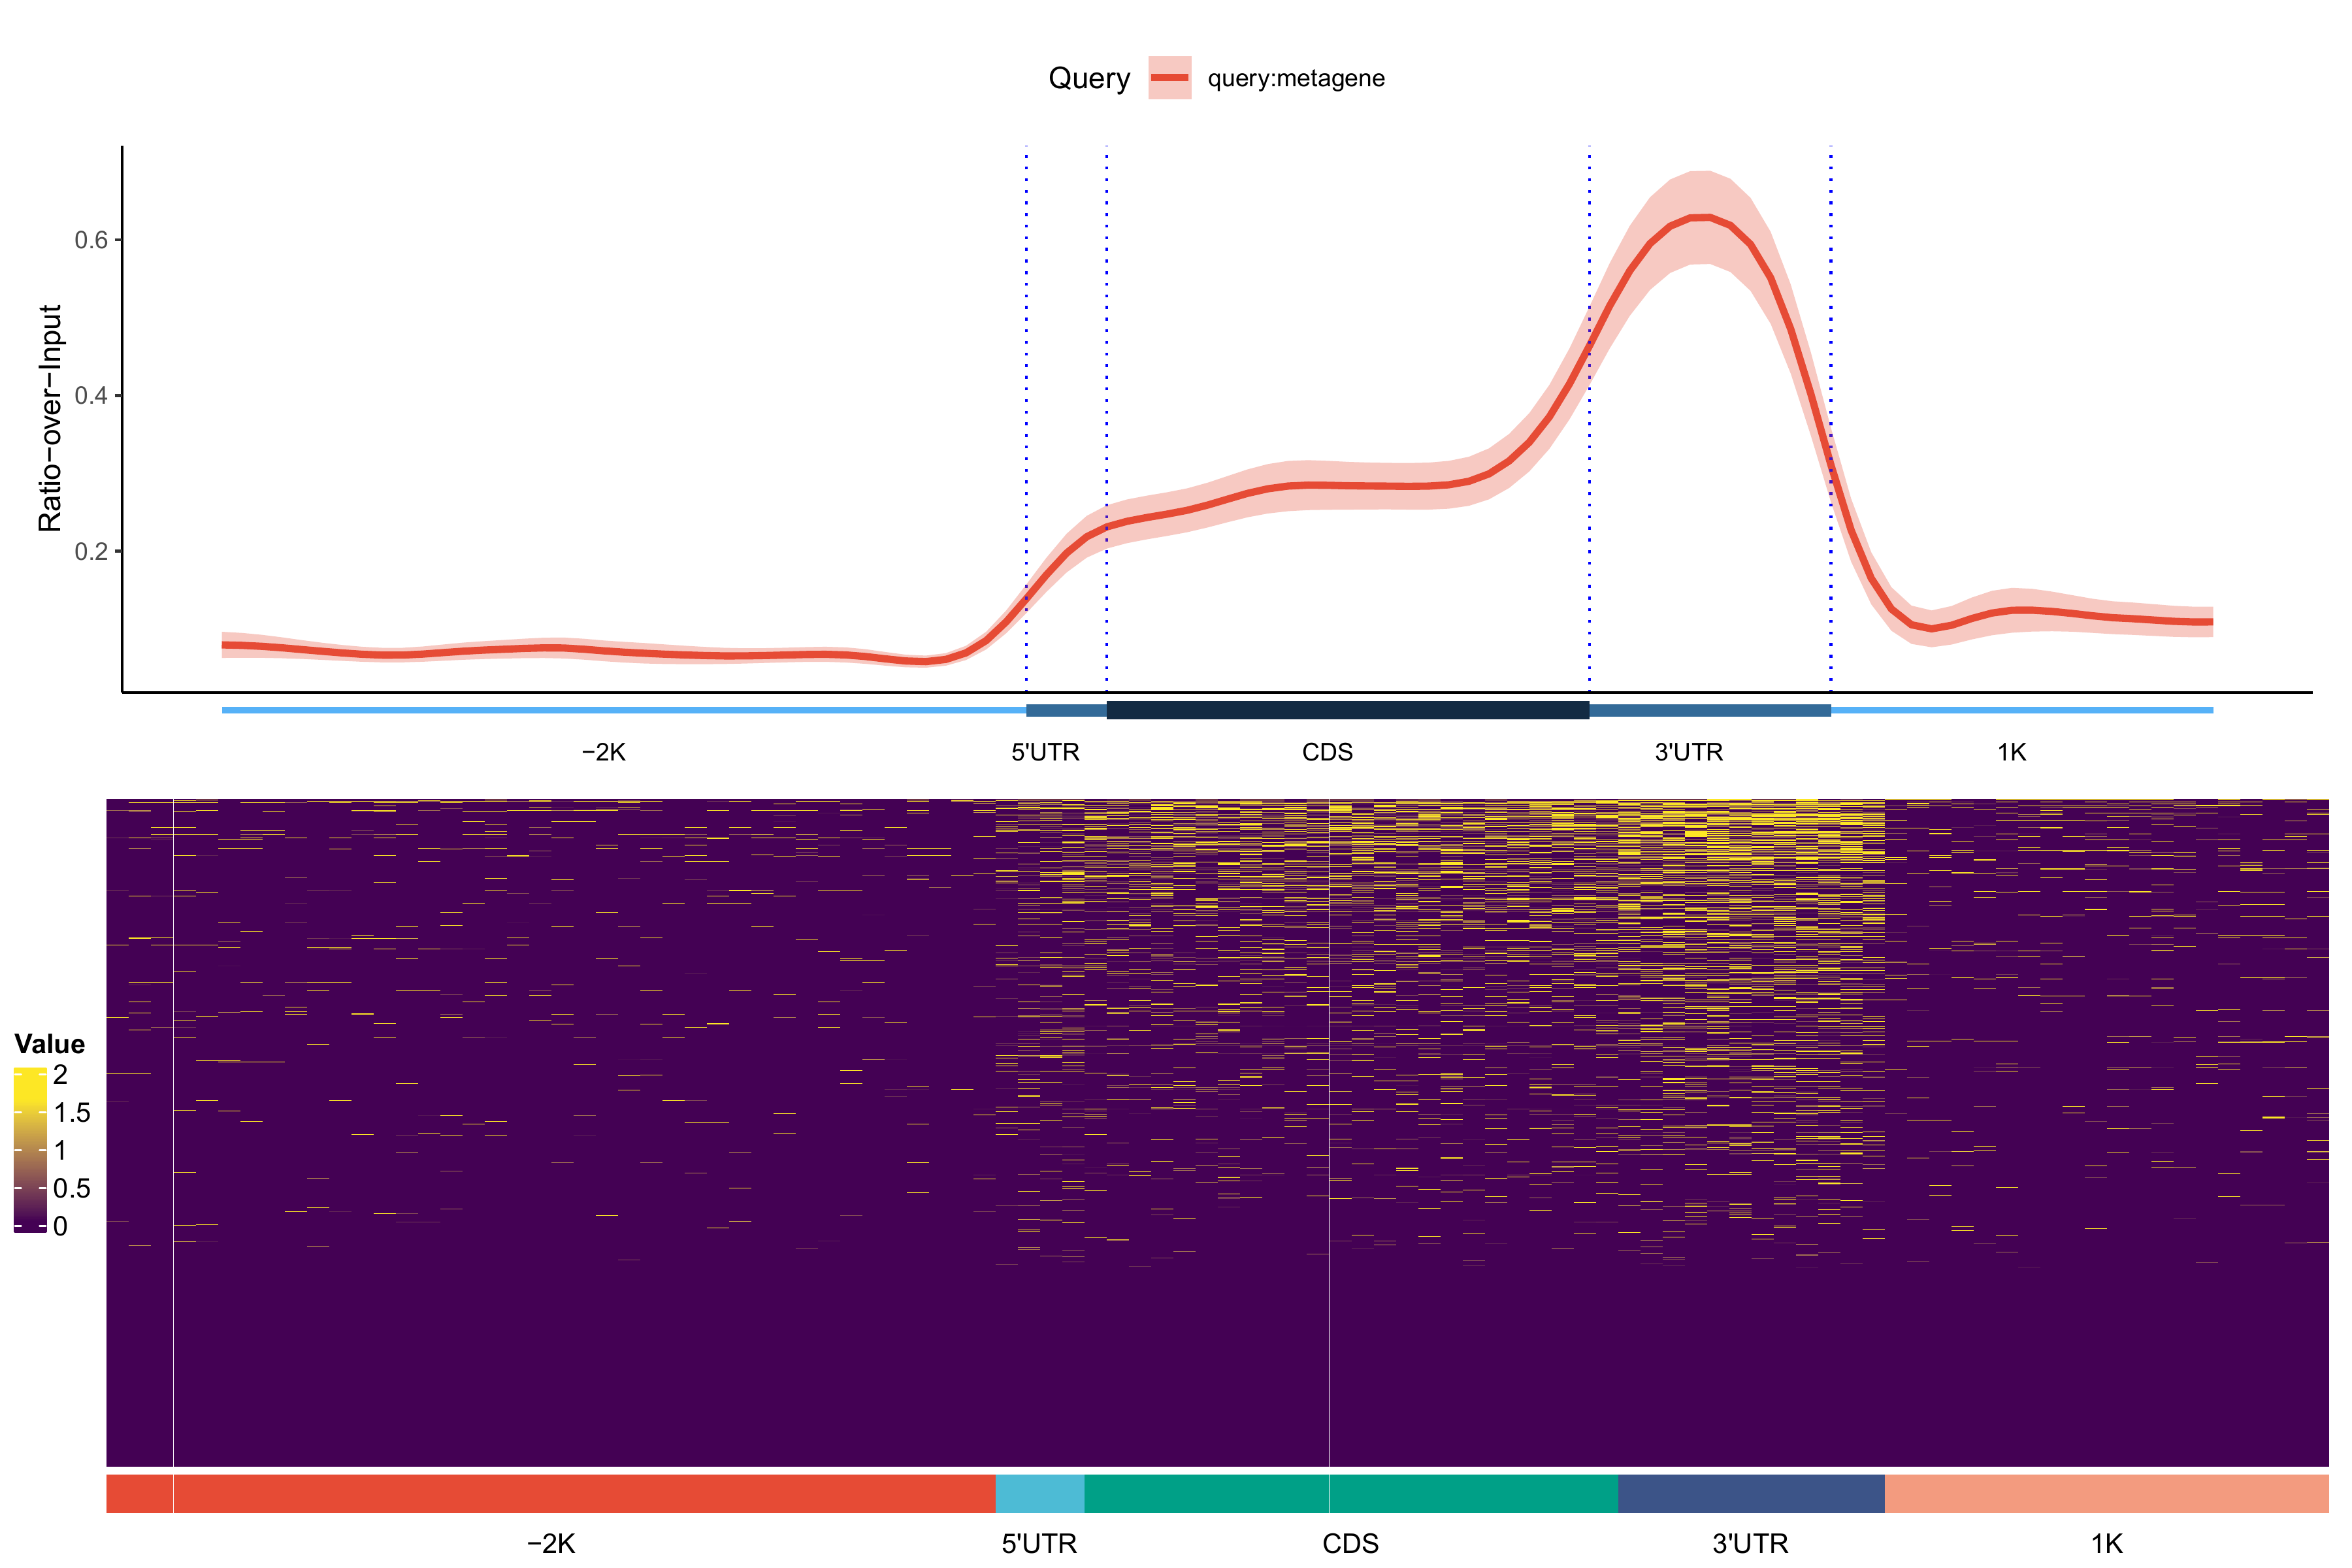 Query query:metagene
Ratio−over−Input
0.6
0.4
0.2
−2K 5'UTR CDS 3'UTR 1K
Value
2
1.5
1
0.5
0
−2K 5'UTR CDS 3'UTR 1K